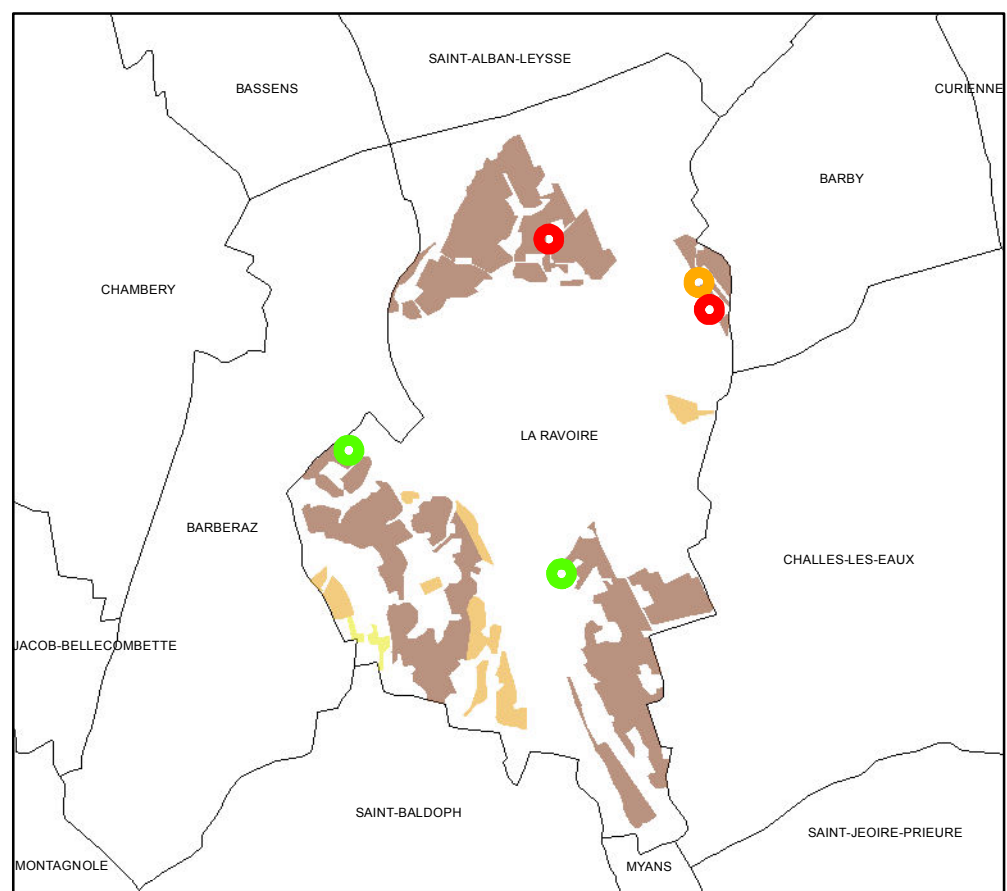 SAINT-ALBAN-LEYSSE
BASSENS
CURIENNE
BARBY
CHAMBERY
LA RAVOIRE
BARBERAZ
CHALLES-LES-EAUX
JACOB-BELLECOMBETTE
SAINT-BALDOPH
SAINT-JEOIRE-PRIEURE
MONTAGNOLE
MYANS